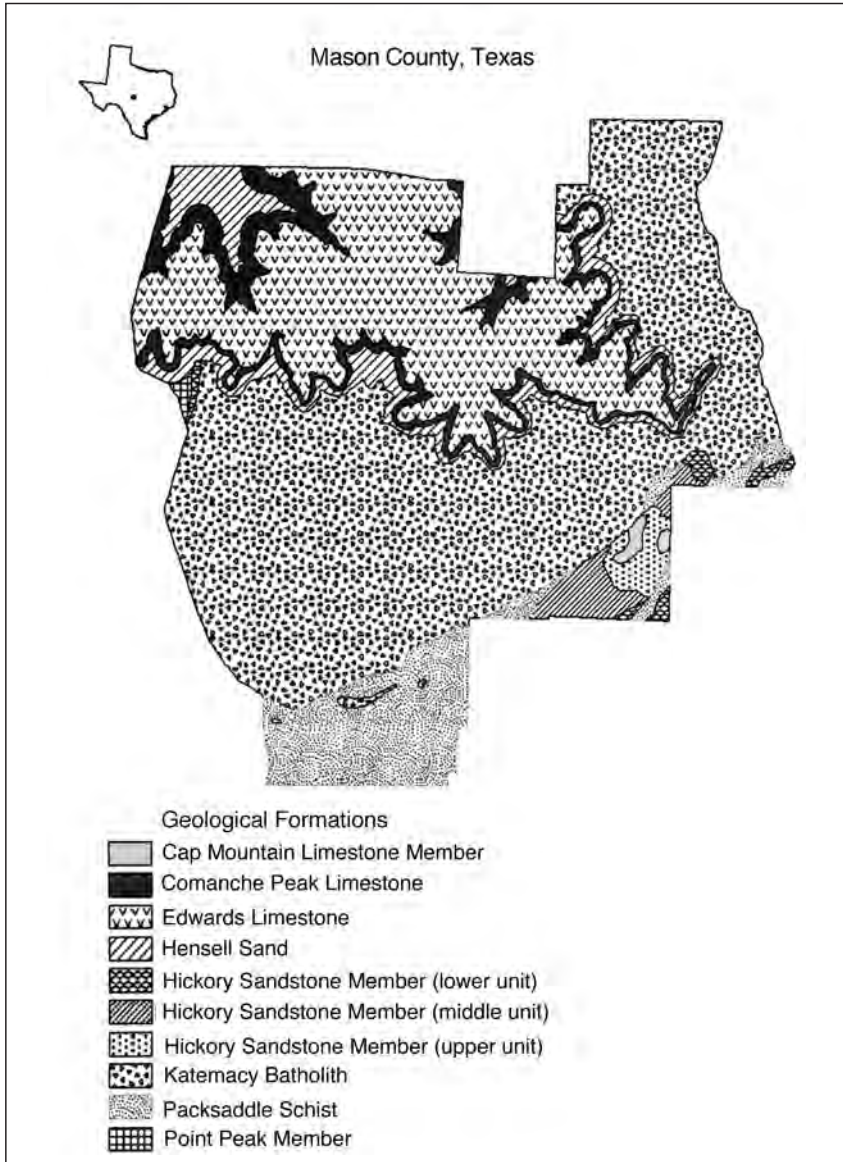 Mason County, Texas
Geological Formations
Cap Mountain Limestone Member
Comanche Peak Limestone
Edwards Limestone
Hensell Sand
Hickory Sandstone Member (lower unit)
Hickory Sandstone Member (middle unit)
Hickory Sandstone Member (upper unit)
Katemacy Batholith
Packsaddle Schist
Point Peak Member